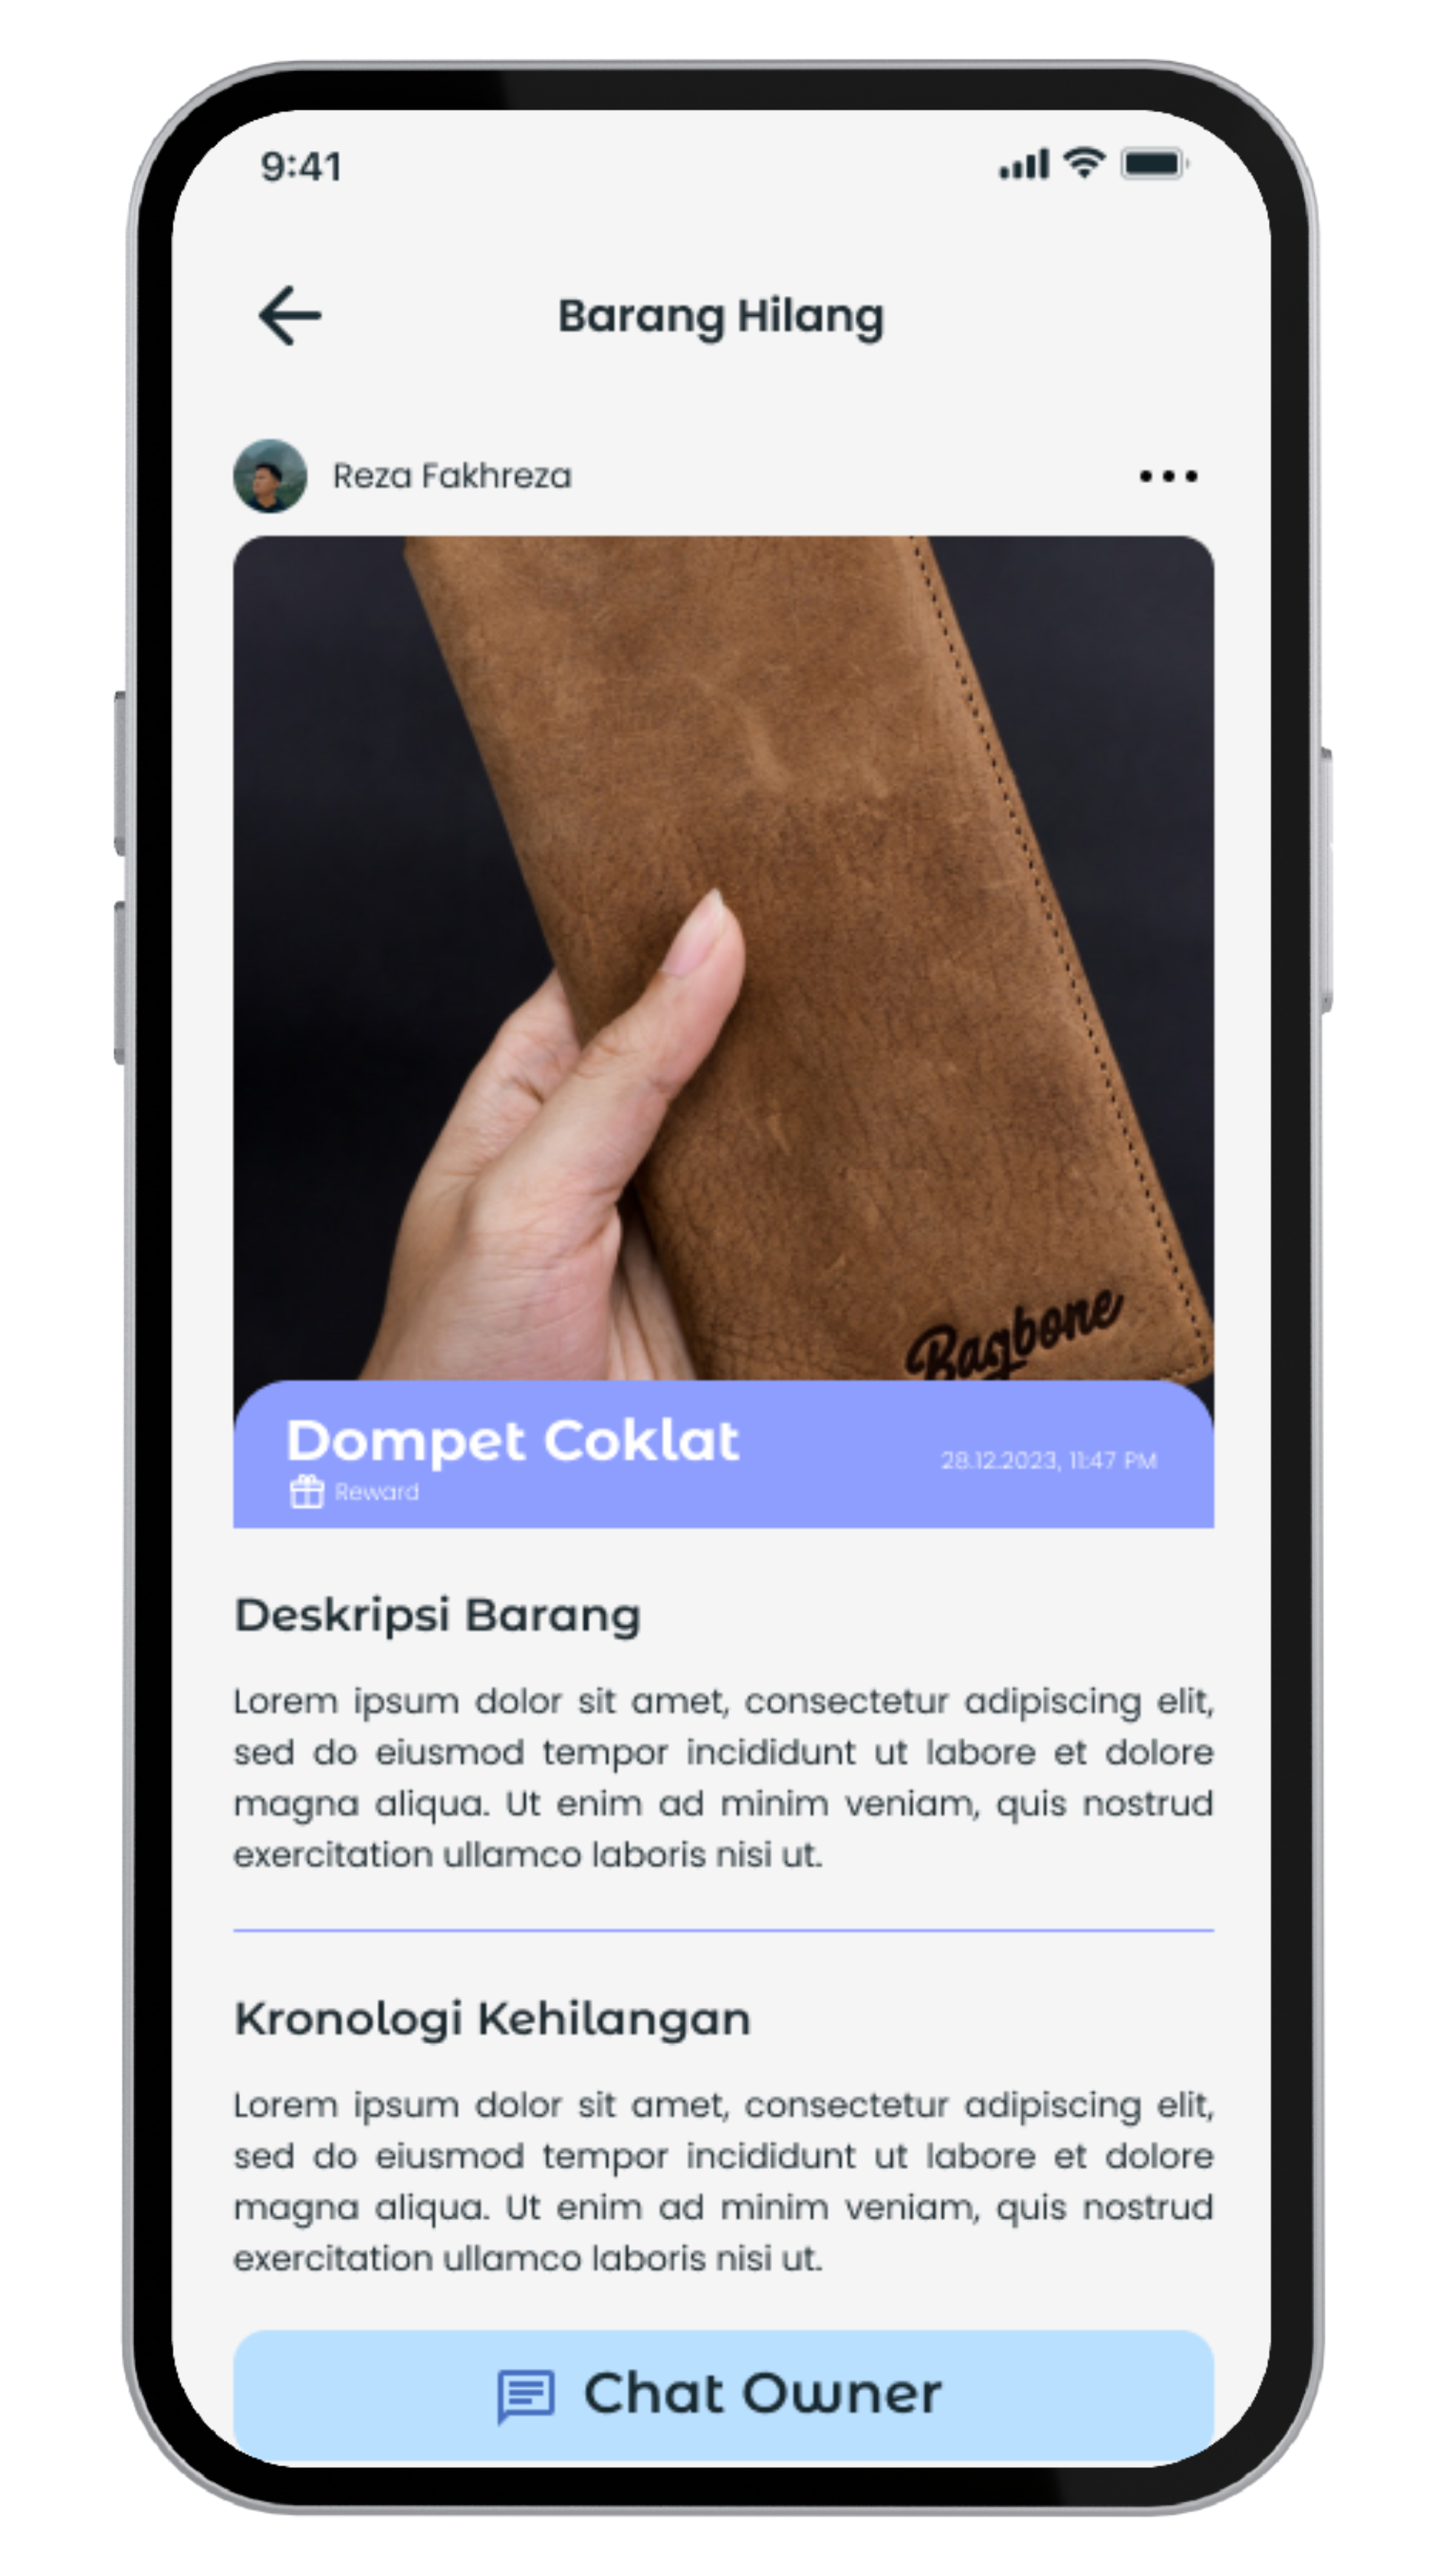 9:41
Barang Hilang
Reza Fakhreza
Bagbone
Dompet Coklat
28.12.2023, 11:47 PM
Reward
Deskripsi Barang
Lorem ipsum dolor sit amet, consectetur adipiscing elit,
sed do eiusmod tempor incididunt ut labore et dolore
magna aliqua. Ut enim ad minim veniam, quis nostrud
exercitation ullamco laboris nisi ut.
Kronologi Kehilangan
Lorem ipsum dolor sit amet, consectetur adipiscing elit,
sed do eiusmod tempor incididunt ut labore et dolore
magna aliqua. Ut enim ad minim veniam, quis nostrud
exercitation ullamco laboris nisi ut.
Chat Owner